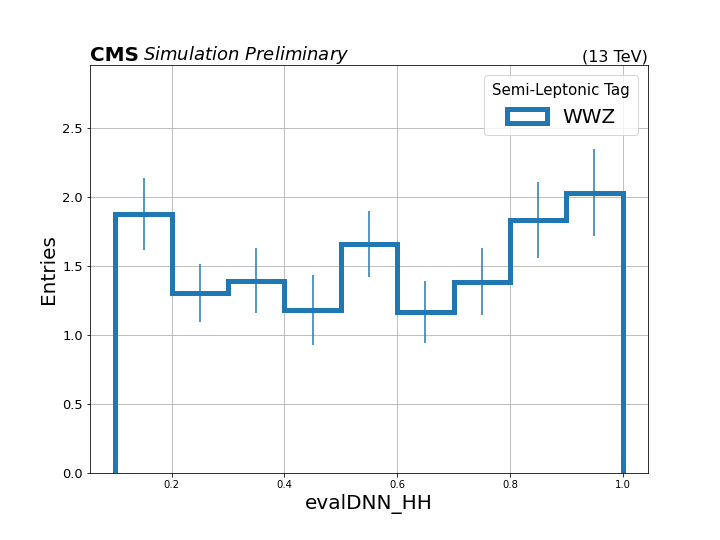 CMS Simulation Preliminary (13 TeV)
Semi-Leptonic Tag
WWZ
2.5
2.0
1.5
1.0
0.5
0.0
Entries
0.2 0.4 0.6 0.8 1.0
evalDNN_HH